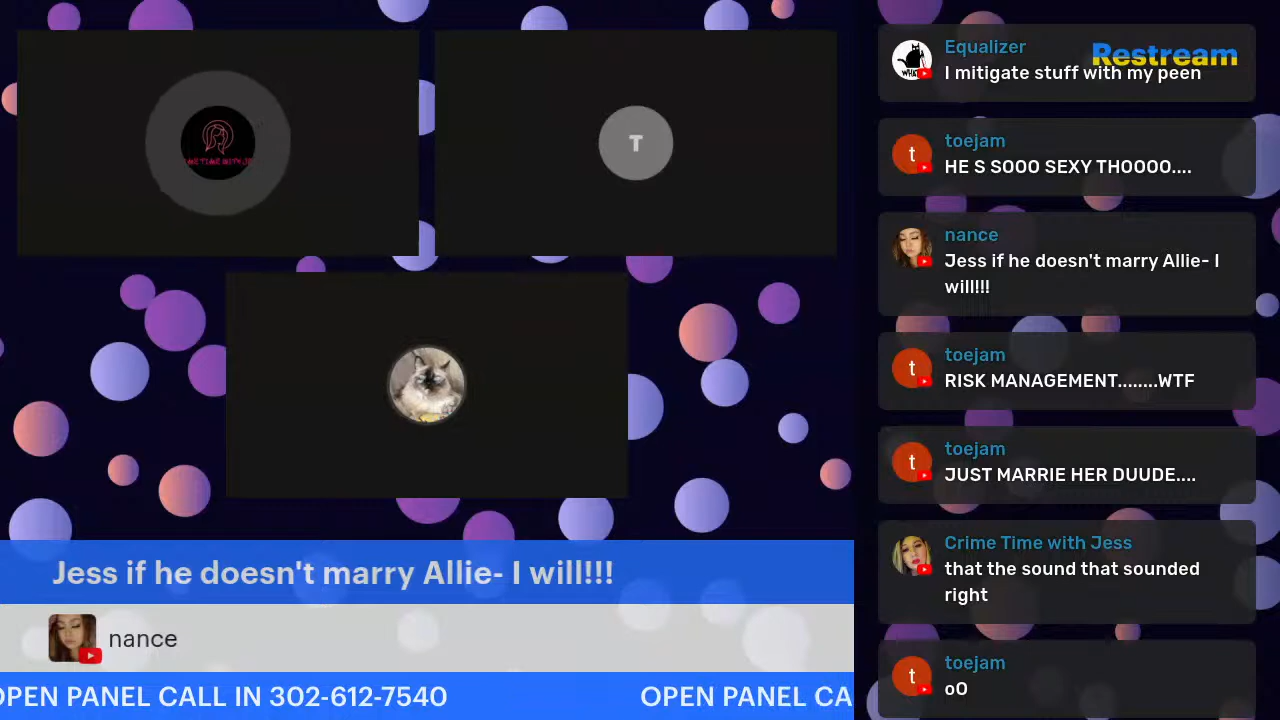 T
Jess if he doesn't marry Allie- I will!!!
nance
OPEN PANEL CALL IN 302-612-7540
OPEN PANEL CA
Restream
Equalizer
I mitigate stuff with my peen
t
toejam
HE S SOOO SEXY THOOOO....
nance
Jess if he doesn't marry Allie- I
will!!!
t
toejam
RISK MANAGEMENT........WTF
t
toejam
JUST MARRIE HER DUUDE....
Crime Time with Jess
that the sound that sounded
right
t
toejam
oO